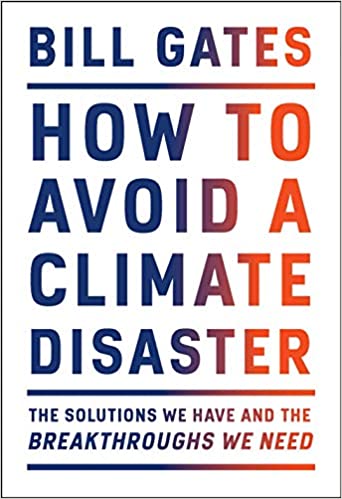 BILL GATES
HOW TO
AVOID A
CLIMATE
DISASTER
THE SOLUTIONS WE HAVE AND THE
BREAKTHROUGHS WE NEED